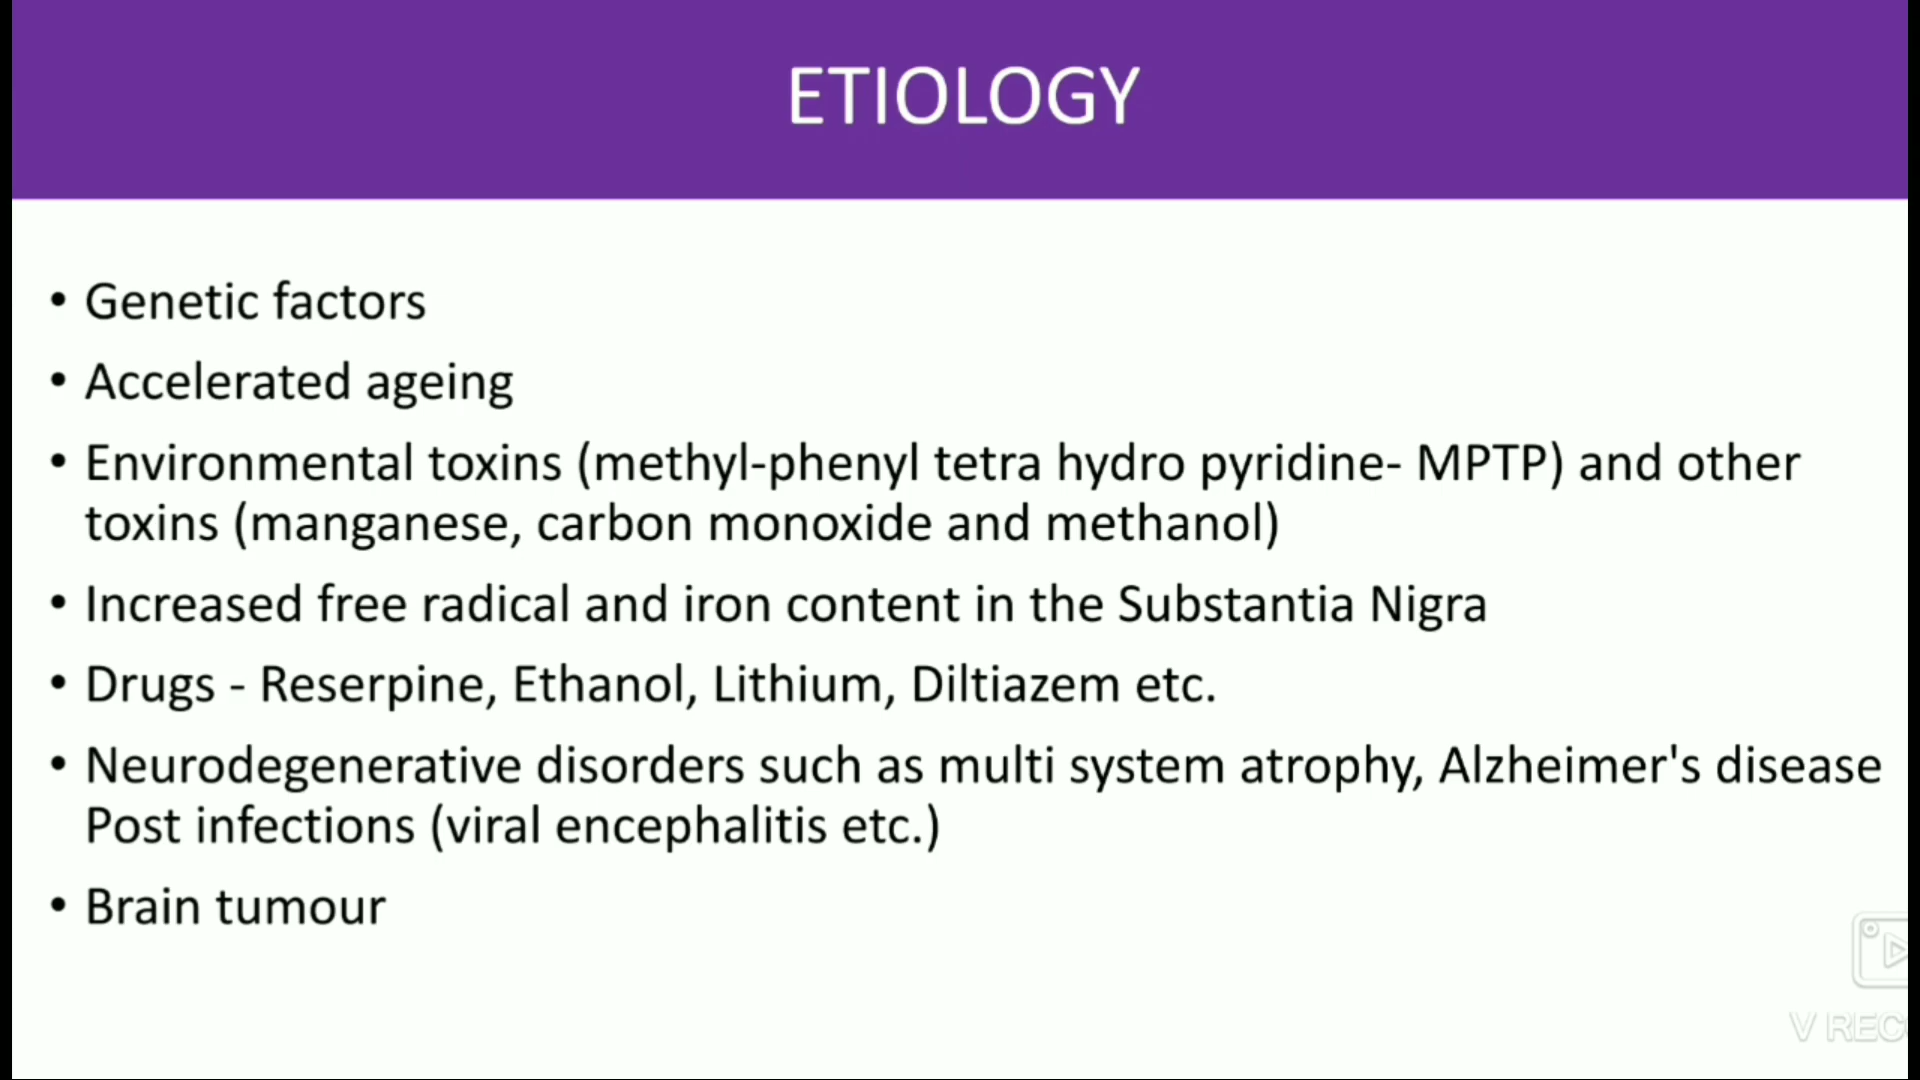 ETIOLOGY
• Genetic factors
• Accelerated ageing
• Environmental toxins (methyl-phenyl tetra hydro pyridine- MPTP) and other
toxins (manganese, carbon monoxide and methanol)
• Increased free radical and iron content in the Substantia Nigra
• Drugs - Reserpine, Ethanol, Lithium, Diltiazem etc.
• Neurodegenerative disorders such as multi system atrophy, Alzheimer's disease
Post infections (viral encephalitis etc.)
• Brain tumour
V REC